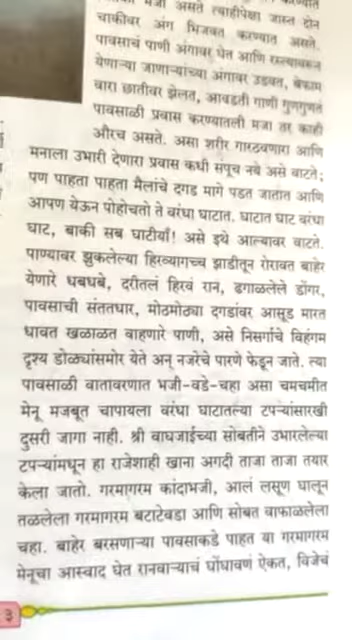 मजा असते त्याहीपेक्षा जास्त दोन
चाकीवर अंग भिजवत करण्यात असते.
पावसाचं पाणी अंगावर घेत आणि रस्त्यावरून
येणाऱ्या जाणाऱ्यांच्या अंगावर उडवत, बेफाम
वारा छातीवर झेलत, आवडती गाणी गुणगुणत
पावसाळी प्रवास करण्यातली मजा तर काही
औरच असते. असा शरीर गारठवणारा आणि
मनाला उभारी देणारा प्रवास कधी संपूच नये असे वाटते;
पण पाहता पाहता मैलांचे दगड मागे पडत जातात आणि
आपण येऊन पोहोचतो ते वरंधा घाटात. घाटात घाट वरंधा
घाट, बाकी सब घाटीयाँ! असे इथे आल्यावर वाटते.
पाण्यावर झुकलेल्या हिरव्यागच्च झाडीतून रोरावत बाहेर
येणारे धबधबे, दरीतलं हिरवं रान, ढगाळलेले डोंगर,
पावसाची संततधार, मोठमोठ्या दगडांवर आसूड मारत
धावत खळाळत वाहणारे पाणी, असे निसर्गाचे विहंगम
दृश्य डोळ्यांसमोर येते अन् नजरेचे पारणे फेडून जाते. त्या
पावसाळी वातावरणात भजी-वडे-चहा असा चमचमीत
मेनू मजबूत चापायला वरंधा घाटातल्या टपऱ्यांसारखी
दुसरी जागा नाही. श्री वाघजाईच्या सोबतीने उभारलेल्या
टपऱ्यांमधून हा राजेशाही खाना अगदी ताजा ताजा तयार
केला जातो. गरमागरम कांदाभजी, आलं लसूण घालून
तळलेला गरमागरम बटाटेवडा आणि सोबत वाफाळलेला
चहा. बाहेर बरसणाऱ्या पावसाकडे पाहत या गरमागरम
मेनूचा आस्वाद घेत रानवाऱ्याचं घोंघावणं ऐकत, विजेचं
३